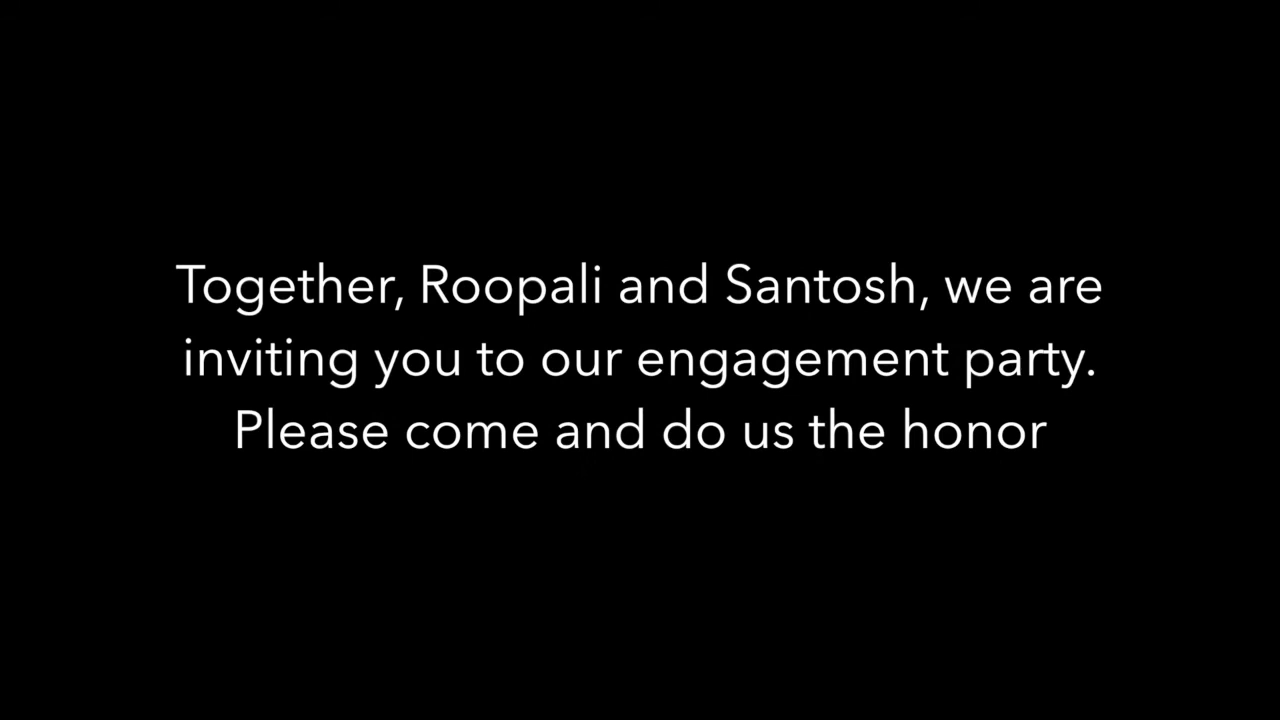 Together, Roopali and Santosh, we are
inviting you to our engagement party.
Please come and do us the honor